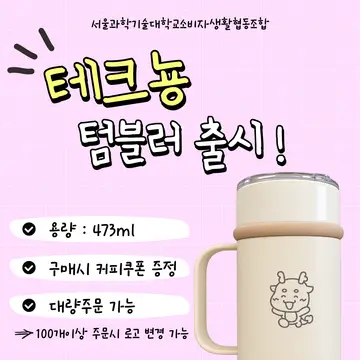 서울과학기술대학교소비자생활협동조합
테크뇽
텀블러 출시!
용량 : 473ml
구매시 커피쿠폰 증정
대량주문 가능
→ 100개이상 주문시 로고 변경 가능